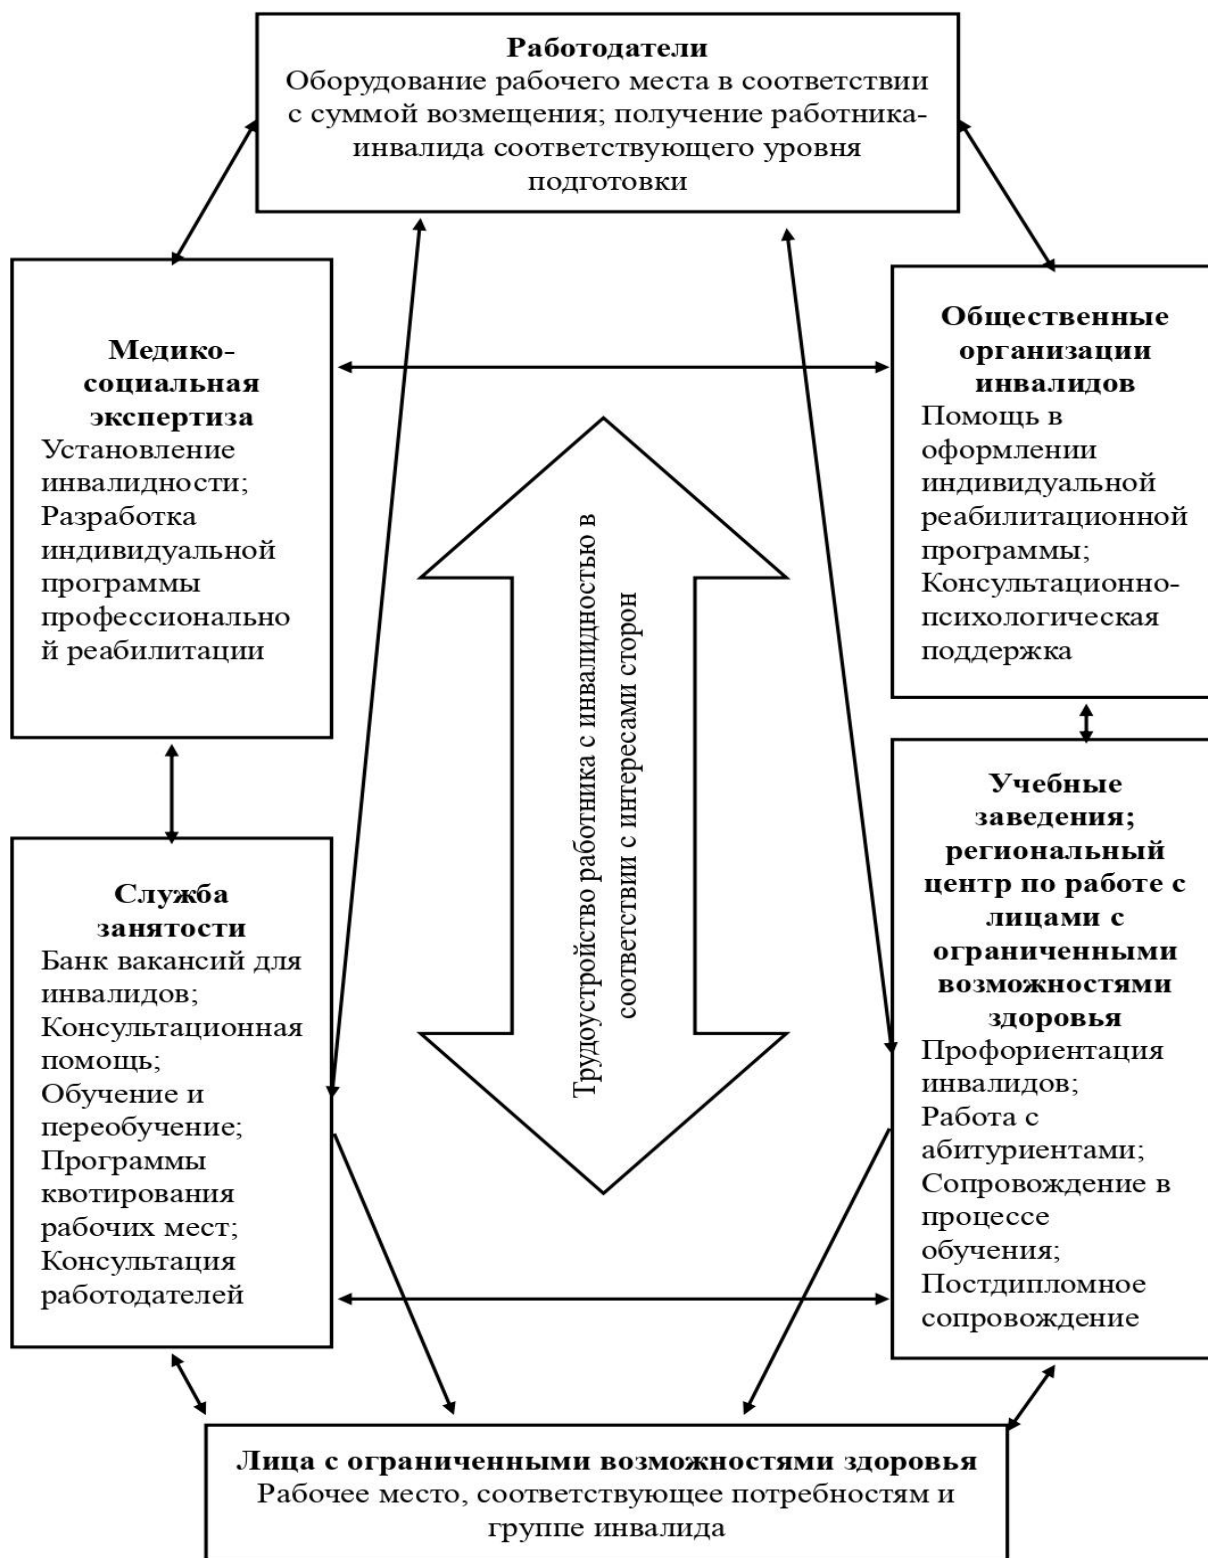 Работодатели
Оборудование рабочего места в соответствии
с суммой возмещения; получение работника-
инвалида соответствующего уровня
подготовки
Медико-
социальная
экспертиза
Установление
инвалидности;
Разработка
индивидуальной
программы
профессионально
й реабилитации
Общественные
организации
инвалидов
Помощь в
оформлении
индивидуальной
реабилитационной
программы;
Консультационно-
психологическая
поддержка
Трудоустройство работника с инвалидностью в
соответствии с интересами сторон
Служба
занятости
Банк вакансий для
инвалидов;
Консультационная
помощь;
Обучение и
переобучение;
Программы
квотирования
рабочих мест;
Консультация
работодателей
Учебные
заведения;
региональный
центр по работе с
лицами с
ограниченными
возможностями
здоровья
Профориентация
инвалидов;
Работа с
абитуриентами;
Сопровождение в
процессе
обучения;
Постдипломное
сопровождение
Лица с ограниченными возможностями здоровья
Рабочее место, соответствующее потребностям и
группе инвалида